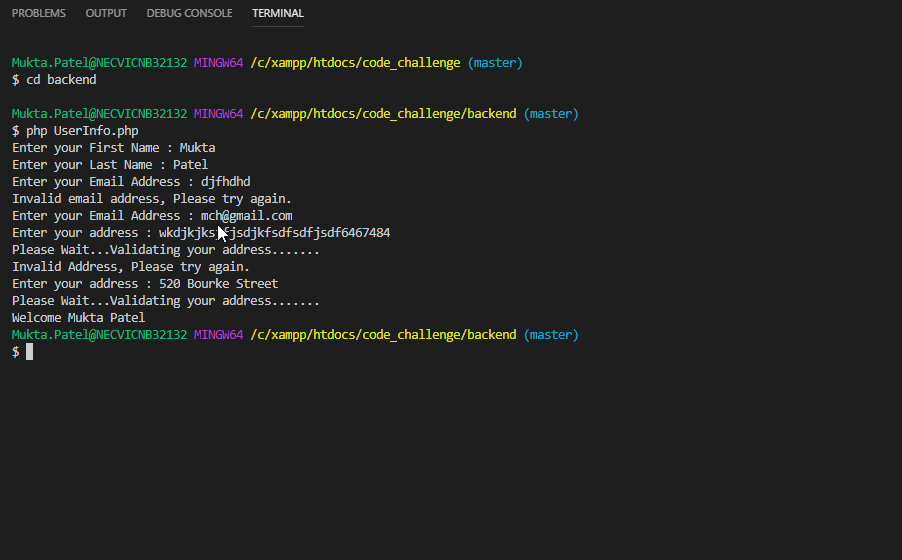 PROBLEMS OUTPUT DEBUG CONSOLE TERMINAL
Mukta.Patel@NECVICNB32132 MINGW64 /c/xampp/htdocs/code_challenge (master)
$ cd backend
Mukta.Patel@NECVICNB32132 MINGW64 /c/xampp/htdocs/code_challenge/backend (master)
$ php UserInfo.php
Enter your First Name : Mukta
Enter your Last Name : Patel
Enter your Email Address : djfhdhd
Invalid email address, Please try again.
Enter your Email Address : mch@gmail.com
Enter your address :
Please Wait...Validating your address.......
Invalid Address, Please try again.
Enter your address : 520 Bourke Street
Please Wait...Validating your address.......
Welcome Mukta Patel
Mukta.Patel@NECVICNB32132 MINGW64 /c/xampp/htdocs/code_challenge/backend (master)
$